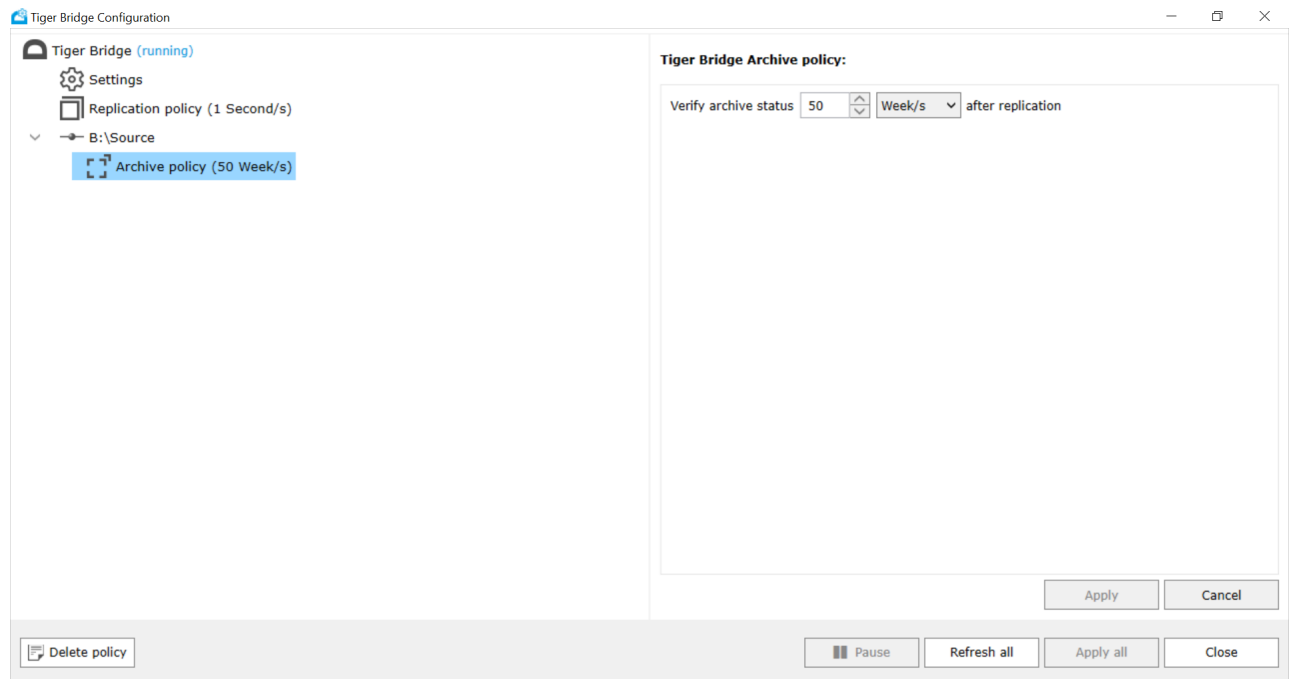 Tiger Bridge Configuration
Tiger Bridge (running)
Settings
Replication policy (1 Second/s)
B:\Source
Archive policy (50 Week/s)
Tiger Bridge Archive policy:
Verify archive status 50 Week/s after replication
Apply Cancel
Delete policy Pause Refresh all Apply all Close